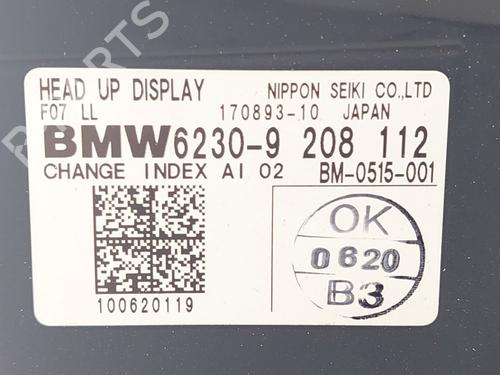 PARTS
HEAD UP DISPLAY NIPPON SEIKI CO.,LTD
F07 LL 170893-10 JAPAN
BMW6230-9 208 112
CHANGE INDEX AI 02 BM-0515-001
OK
0620
B3
100620119